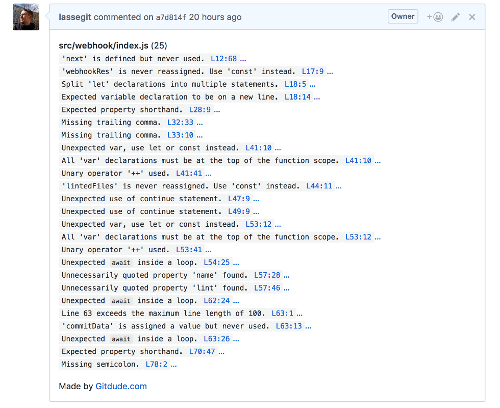 lassegit commented on a7d814f 20 hours ago Owner
src/webhook/index.js (25)
'next' is defined but never used. L12:68 …
'webhookRes' is never reassigned. Use 'const' instead. L17:9 …
Split 'let' declarations into multiple statements. L18:5 …
Expected variable declaration to be on a new line. L18:14 …
Expected property shorthand. L28:9 …
Missing trailing comma. L32:33 …
Missing trailing comma. L33:10 …
Unexpected var, use let or const instead. L41:10 …
All 'var' declarations must be at the top of the function scope. L41:10 …
Unary operator '++' used. L41:41 …
'lintedFiles' is never reassigned. Use 'const' instead. L44:11 …
Unexpected use of continue statement. L47:9 …
Unexpected use of continue statement. L49:9 …
Unexpected var, use let or const instead. L53:12 …
All 'var' declarations must be at the top of the function scope. L53:12 …
Unary operator '++' used. L53:41 …
Unexpected await inside a loop. L54:25 …
Unnecessarily quoted property 'name' found. L57:28 …
Unnecessarily quoted property 'lint' found. L57:46 …
Unexpected await inside a loop. L62:24 …
Line 63 exceeds the maximum line length of 100. L63:1 …
'commitData' is assigned a value but never used. L63:13 …
Unexpected await inside a loop. L63:26 …
Expected property shorthand. L70:47 …
Missing semicolon. L78:2 …
Made by Gitdude.com